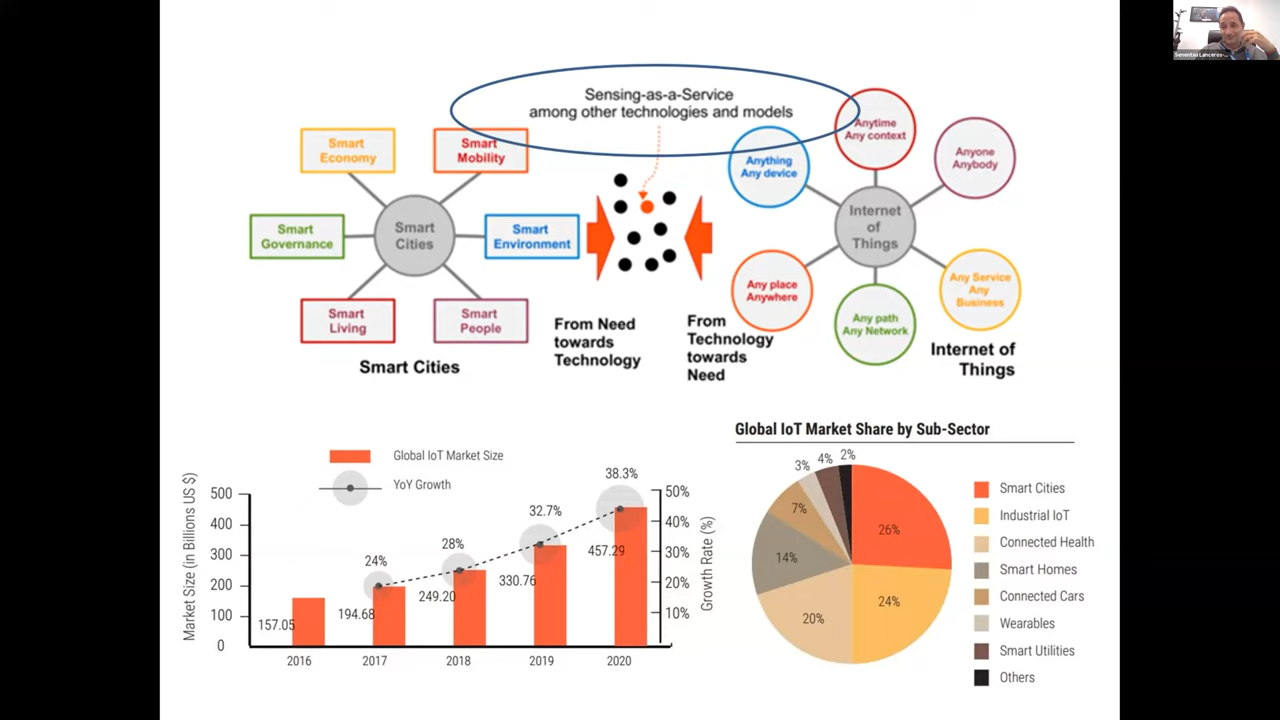 Senentxu Lanceros-
Sensing-as-a-Service
among other technologies and models
Smart
Economy
Smart
Mobility
Smart
Governance
Smart
Cities
Smart
Environment
Smart
Living
Smart
People
Smart Cities
From Need
towards
Technology
From
Technology
towards
Need
Anytime
Any context
Anything
Any device
Anyone
Anybody
Internet
of
Things
Any place
Anywhere
Any path
Any Network
Any Service
Any
Business
Internet of
Things
Global IoT Market Size
YoY Growth
Market Size (in Billions US $)
500
400
300
200
100
0
157.05
194.68
249.20
330.76
457.29
24%
28%
32.7%
38.3%
2016
2017
2018
2019
2020
50%
40%
30%
20%
10%
Growth Rate (%)
Global IoT Market Share by Sub-Sector
3%
4%
2%
7%
14%
20%
24%
26%
Smart Cities
Industrial IoT
Connected Health
Smart Homes
Connected Cars
Wearables
Smart Utilities
Others